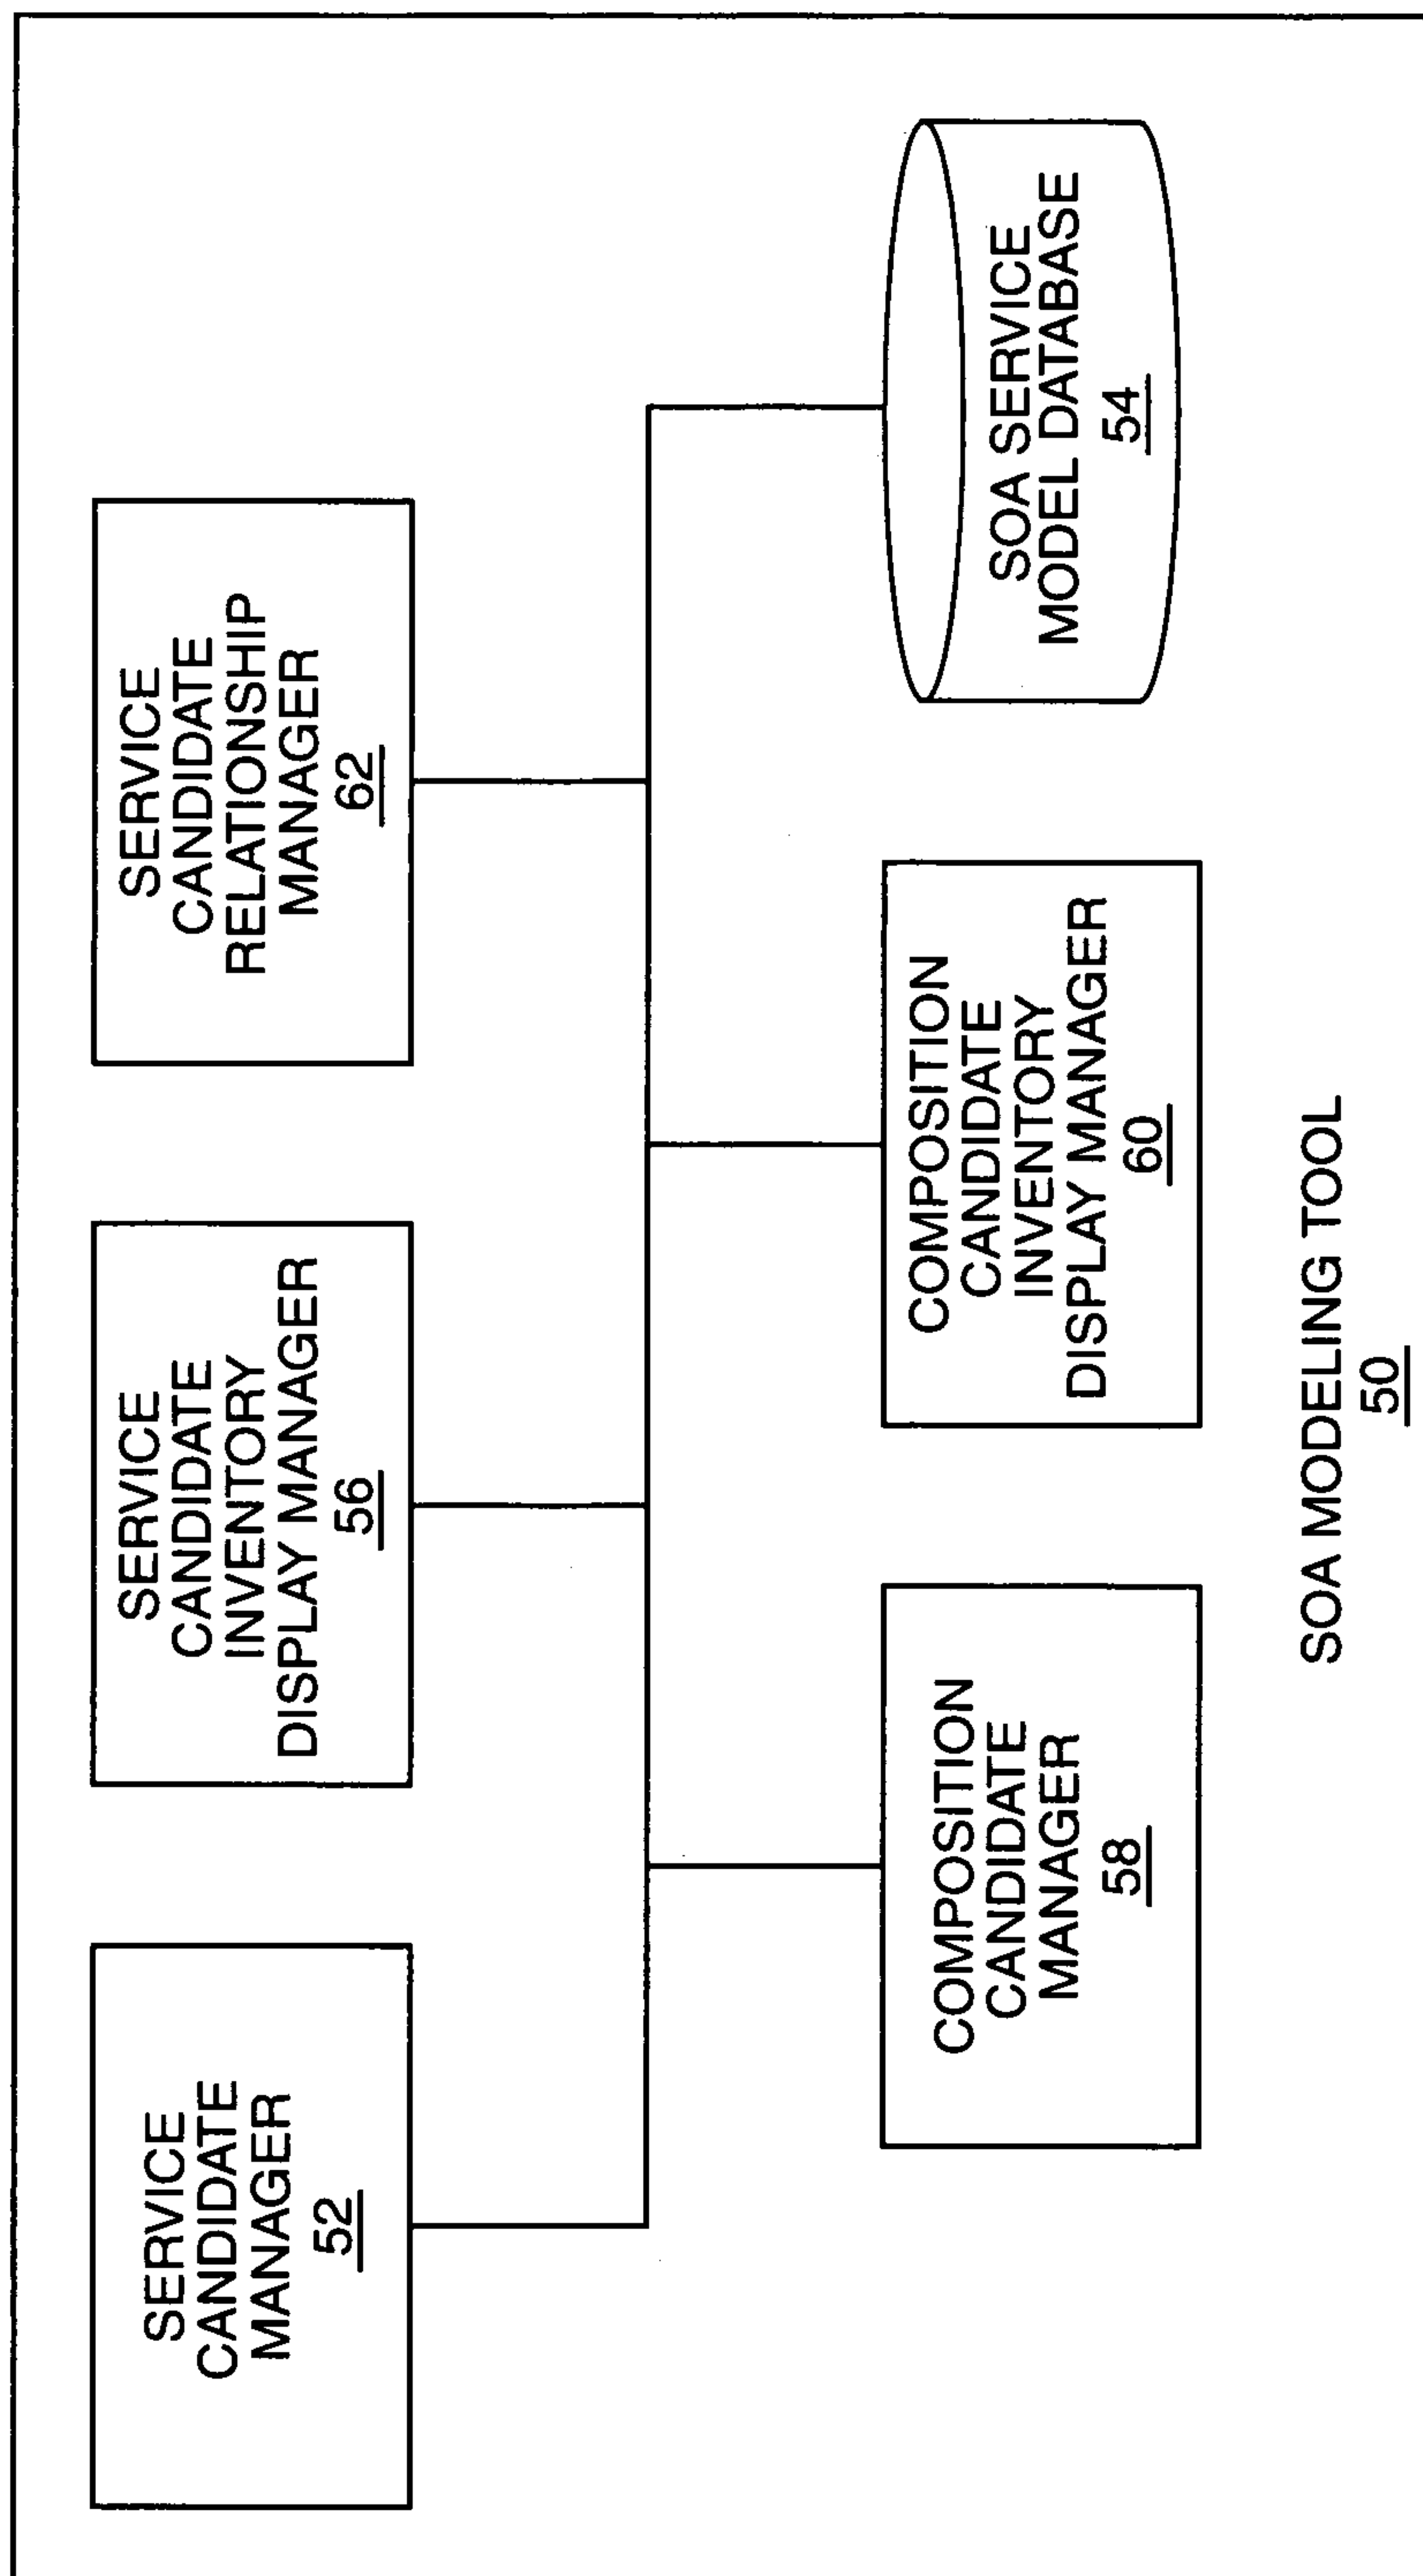 SERVICE
CANDIDATE
MANAGER
52
SERVICE
CANDIDATE
INVENTORY
DISPLAY MANAGER
56
SERVICE
CANDIDATE
RELATIONSHIP
MANAGER
62
COMPOSITION
CANDIDATE
MANAGER
58
COMPOSITION
CANDIDATE
INVENTORY
DISPLAY MANAGER
60
SOA SERVICE
MODEL DATABASE
54
SOA MODELING TOOL
50